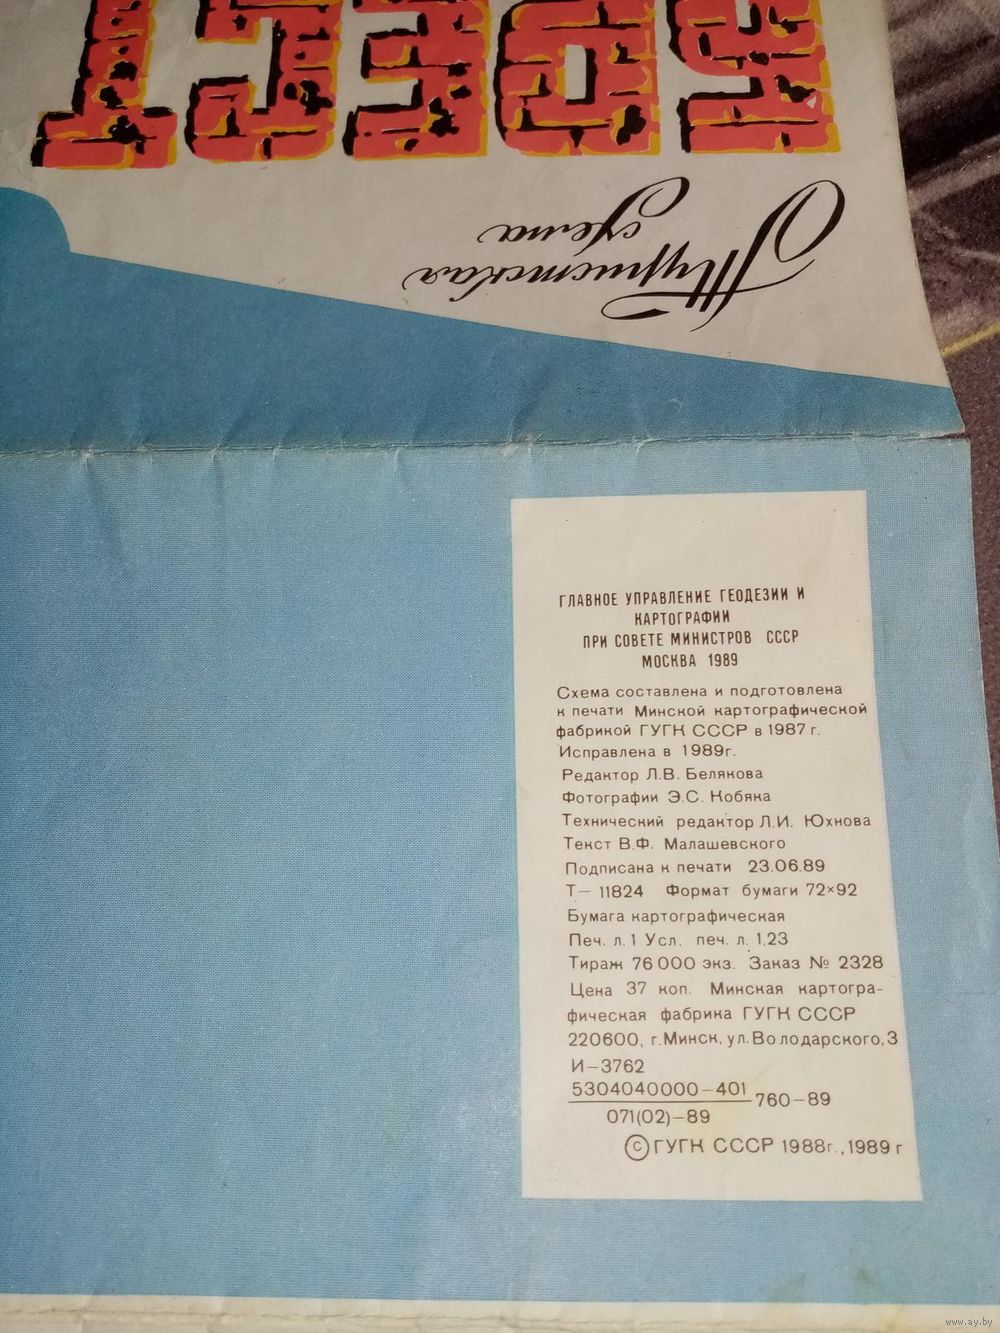 БРЕСТ
Туристская
схема
ГЛАВНОЕ УПРАВЛЕНИЕ ГЕОДЕЗИИ И
КАРТОГРАФИИ
ПРИ СОВЕТЕ МИНИСТРОВ СССР
МОСКВА 1989
Схема составлена и подготовлена
к печати Минской картографической
фабрикой ГУГК СССР в 1987 г.
Исправлена в 1989г.
Редактор Л.В. Белякова
Фотографии Э.С. Кобяка
Технический редактор Л.И. Юхнова
Текст В.Ф. Малашевского
Подписана к печати 23.06.89
Т— 11824 Формат бумаги 72×92
Бумага картографическая
Печ. л. 1 Усл. печ. л. 1.23
Тираж 76 000 экз. Заказ № 2328
Цена 37 коп. Минская картогра-
фическая фабрика ГУГК СССР
220600, г.Минск, ул.Володарского,3
И—3762
5304040000—401
071(02)—89
760—89
© ГУГК СССР 1988г.,1989 г
www.ay.by